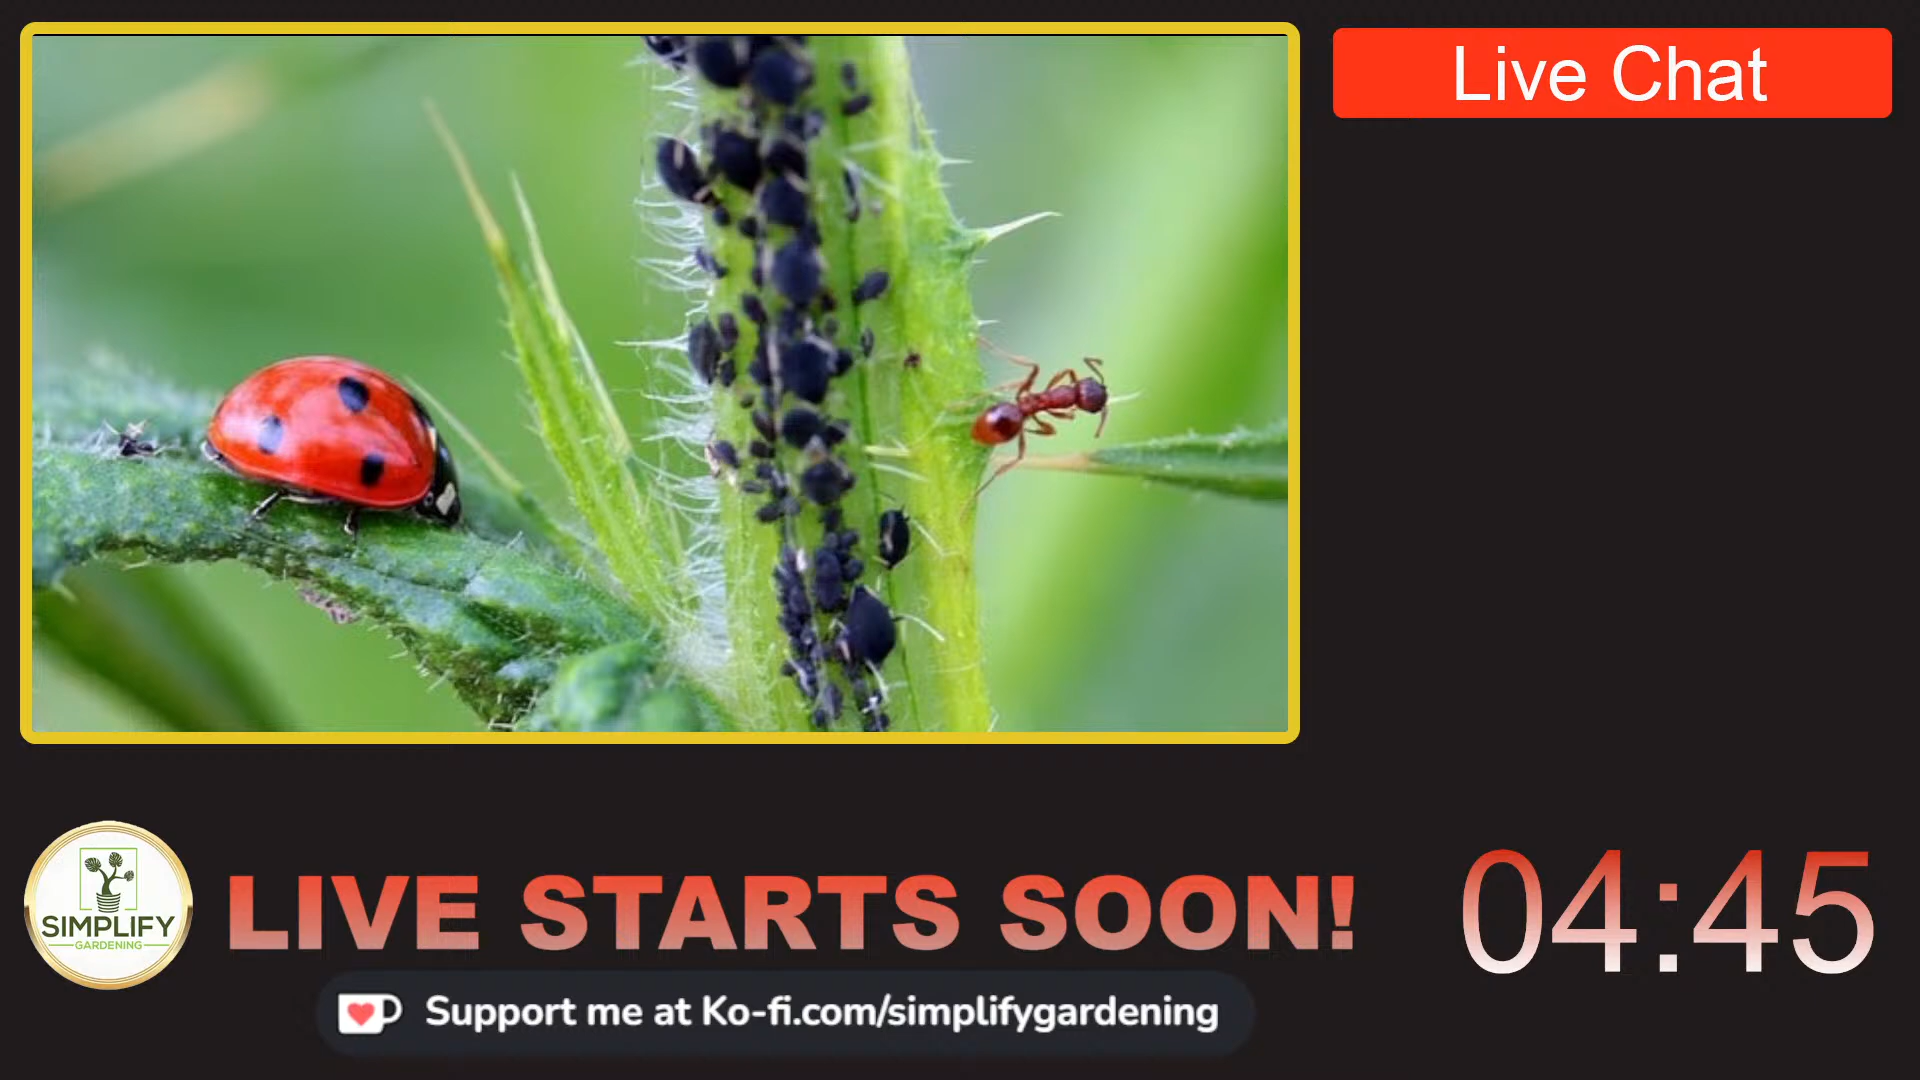 Live Chat
SIMPLIFY
GARDENING
LIVE STARTS SOON!
04:45
Support me at Ko-fi.com/simplifygardening